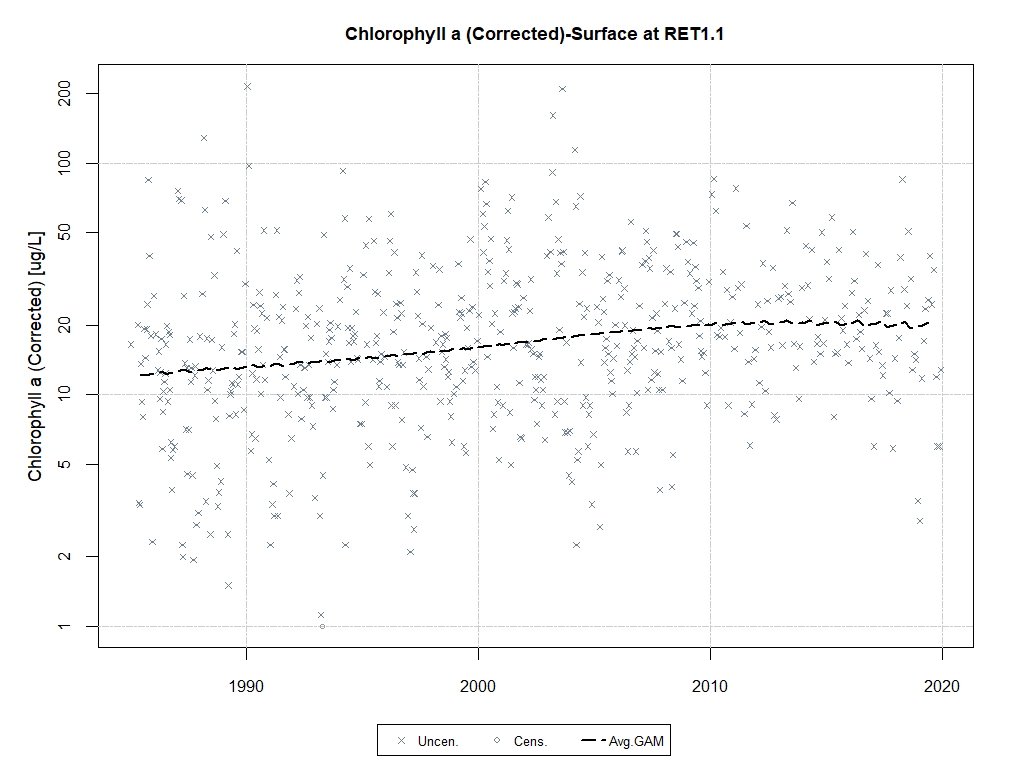 Chlorophyll a (Corrected)-Surface at RET1.1
Chlorophyll a (Corrected) [ug/L]
200
100
50
20
10
5
2
1
1990 2000 2010 2020
Uncen. Cens. Avg.GAM